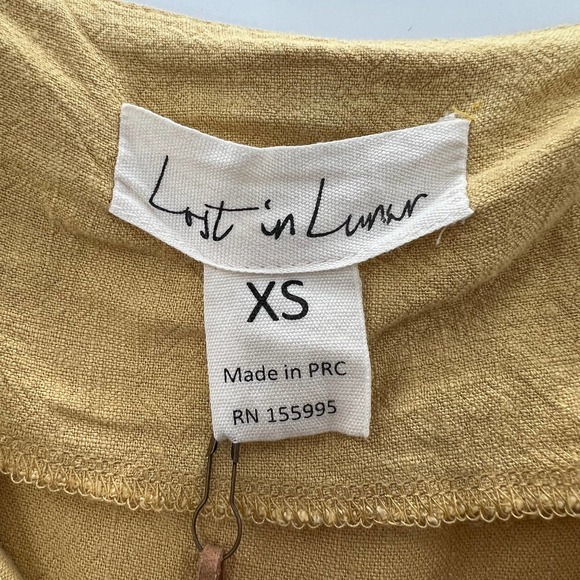 Lost in Lunar
XS
Made in PRC
RN 155995